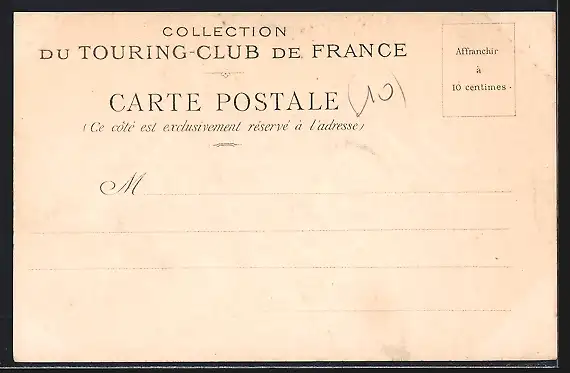 COLLECTION
DU TOURING-CLUB DE FRANCE
CARTE POSTALE (10)
(Ce côté est exclusivement réservé à l'adresse)
Affranchir
à
10 centimes
M